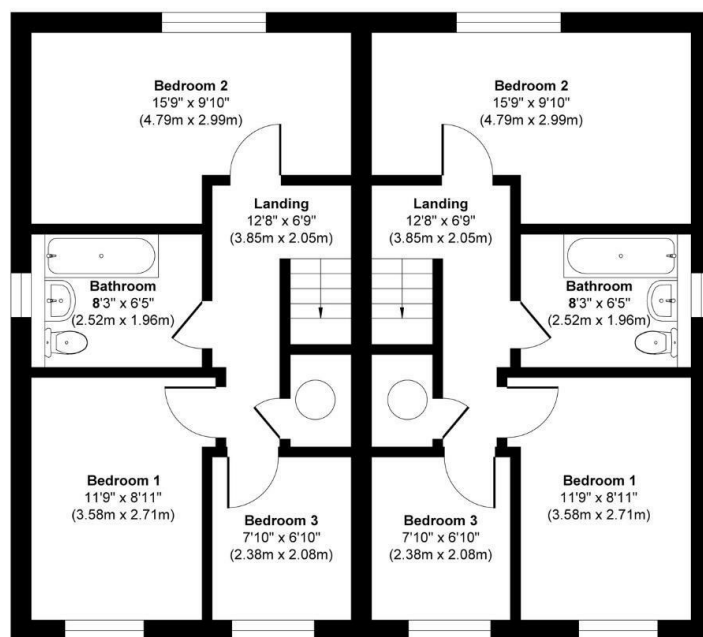 Bedroom 2
15'9" x 9'10"
(4.79m x 2.99m)
Bedroom 2
15'9" x 9'10"
(4.79m x 2.99m)
Landing
12'8" x 6'9"
(3.85m x 2.05m)
Landing
12'8" x 6'9"
(3.85m x 2.05m)
Bathroom
8'3" x 6'5"
(2.52m x 1.96m)
Bathroom
8'3" x 6'5"
(2.52m x 1.96m)
Bedroom 1
11'9" x 8'11"
(3.58m x 2.71m)
Bedroom 3
7'10" x 6'10"
(2.38m x 2.08m)
Bedroom 3
7'10" x 6'10"
(2.38m x 2.08m)
Bedroom 1
11'9" x 8'11"
(3.58m x 2.71m)